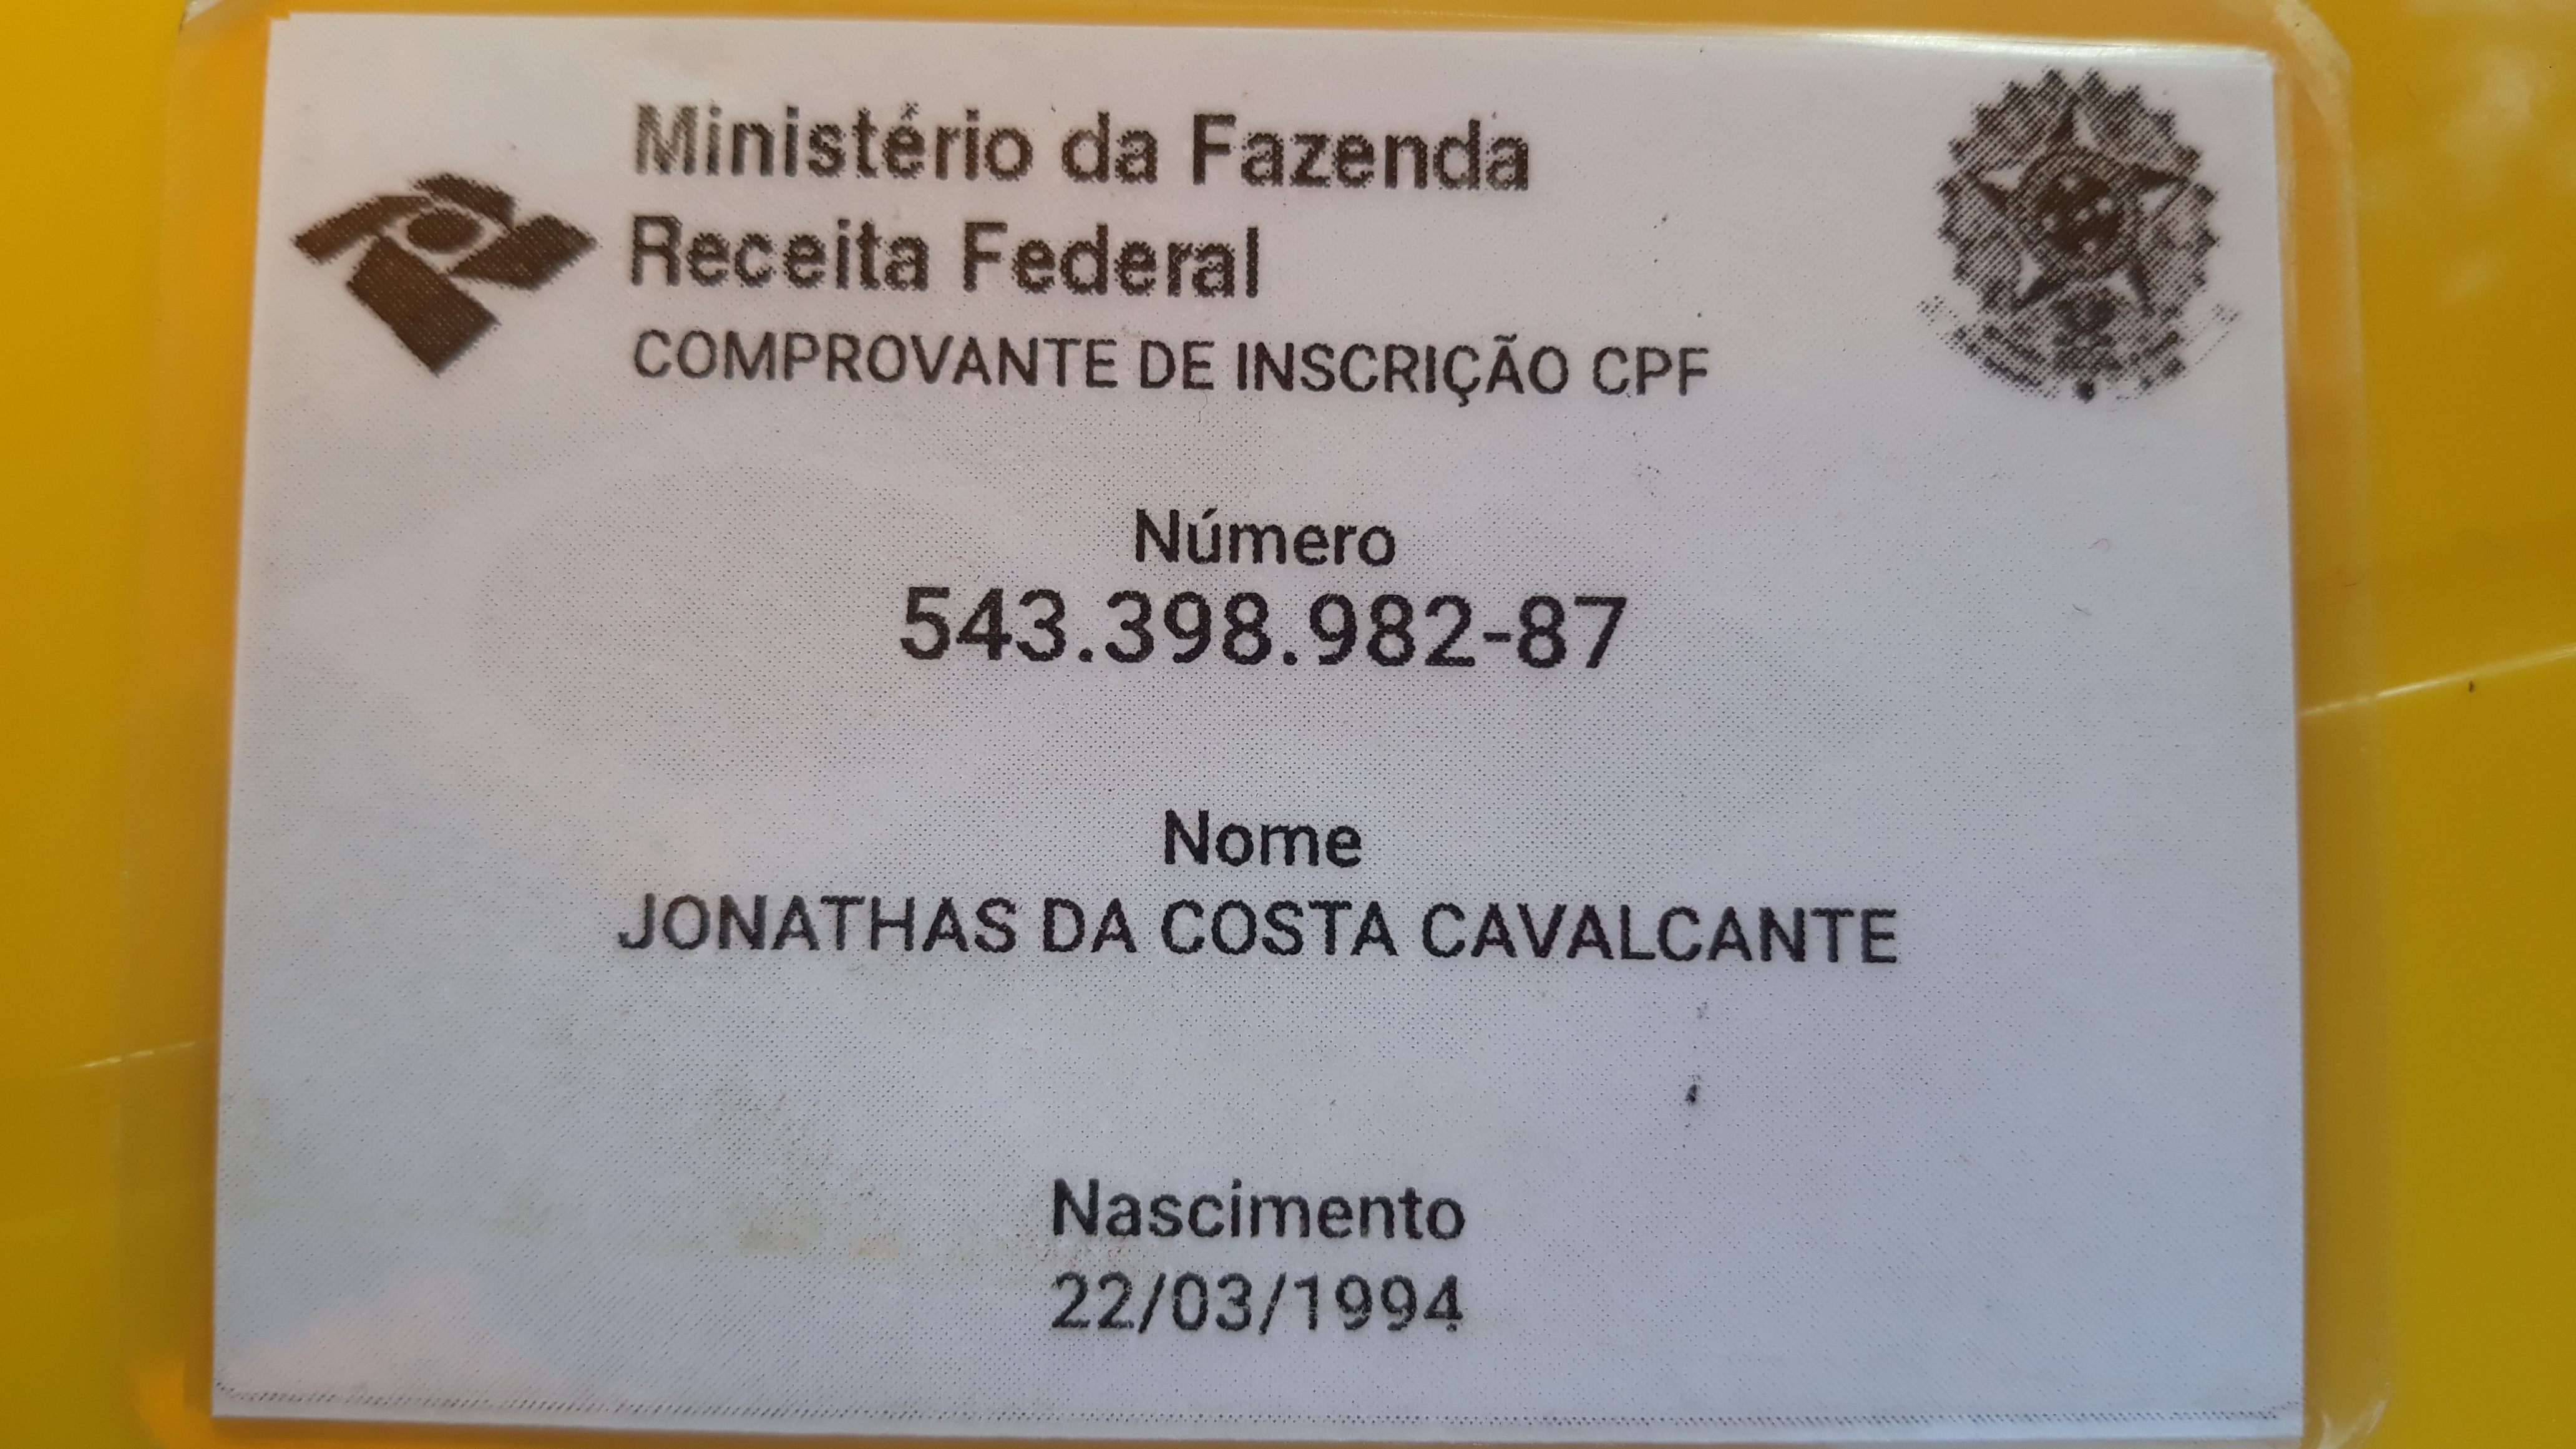 Ministério da Fazenda
Receita Federal
COMPROVANTE DE INSCRIÇÃO CPF
Número
543.398.982-87
Nome
JONATHAS DA COSTA CAVALCANTE
Nascimento
22/03/1994